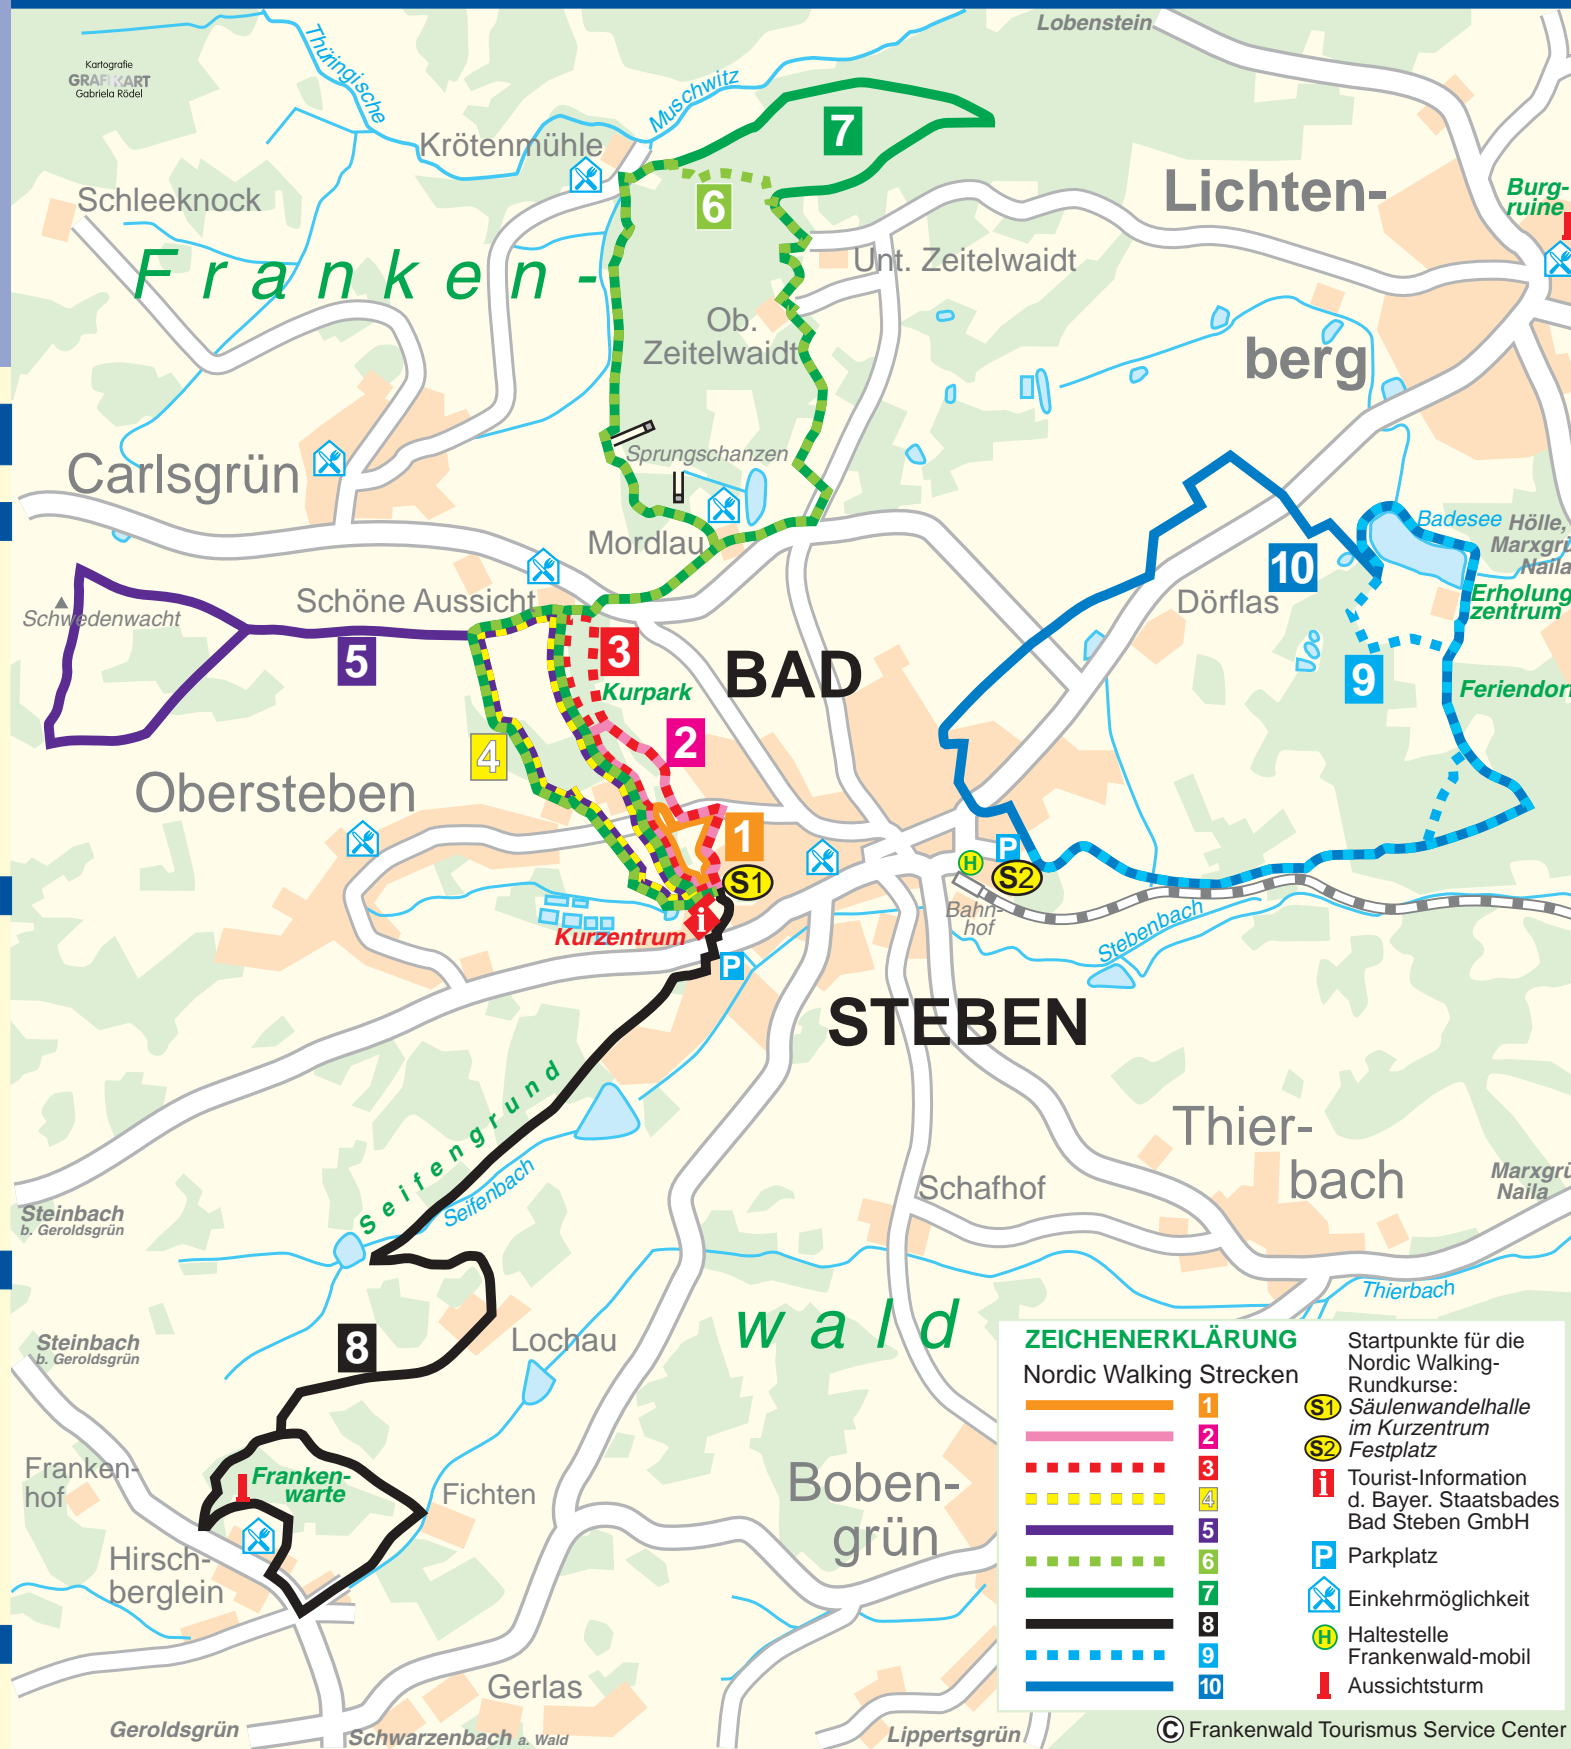 Lobenstein
Kartografie
GRAFIKART
Gabriela Rödel
Thüringische
Muschwitz
Krötenmühle
7
Schleeknock
6
Lichten-
Burg-
ruine
Franken-
Unt. Zeitelwaidt
Ob.
Zeitelwaidt
berg
Sprungschanzen
Carlsgrün
Mordlau
Badesee
Hölle,
Marxgrü
Naila
10
Schöne Aussicht
Dörflas
Erholung
zentrum
Schwedenwacht
5
3
Kurpark
BAD
9
Feriendorf
2
4
Obersteben
1
P
H
S1
S2
Bahn-
hof
i
Kurzentrum
P
Stebenbach
STEBEN
Seifengrund
Seifenbach
Thier-
bach
Schafhof
Marxgrü
Naila
Steinbach
b. Geroldsgrün
Thierbach
wald
Steinbach
b. Geroldsgrün
8
Lochau
Franken-
hof
Franken-
warte
Fichten
Boben-
grün
Hirsch-
berglein
Gerlas
Geroldsgrün
Schwarzenbach a. Wald
Lippertsgrün
ZEICHENERKLÄRUNG
Nordic Walking Strecken
1
2
3
4
5
6
7
8
9
10
Startpunkte für die
Nordic Walking-
Rundkurse:
S1 Säulenwandelhalle
im Kurzentrum
S2 Festplatz
i Tourist-Information
d. Bayer. Staatsbades
Bad Steben GmbH
P Parkplatz
Einkehrmöglichkeit
H Haltestelle
Frankenwald-mobil
Aussichtsturm
© Frankenwald Tourismus Service Center